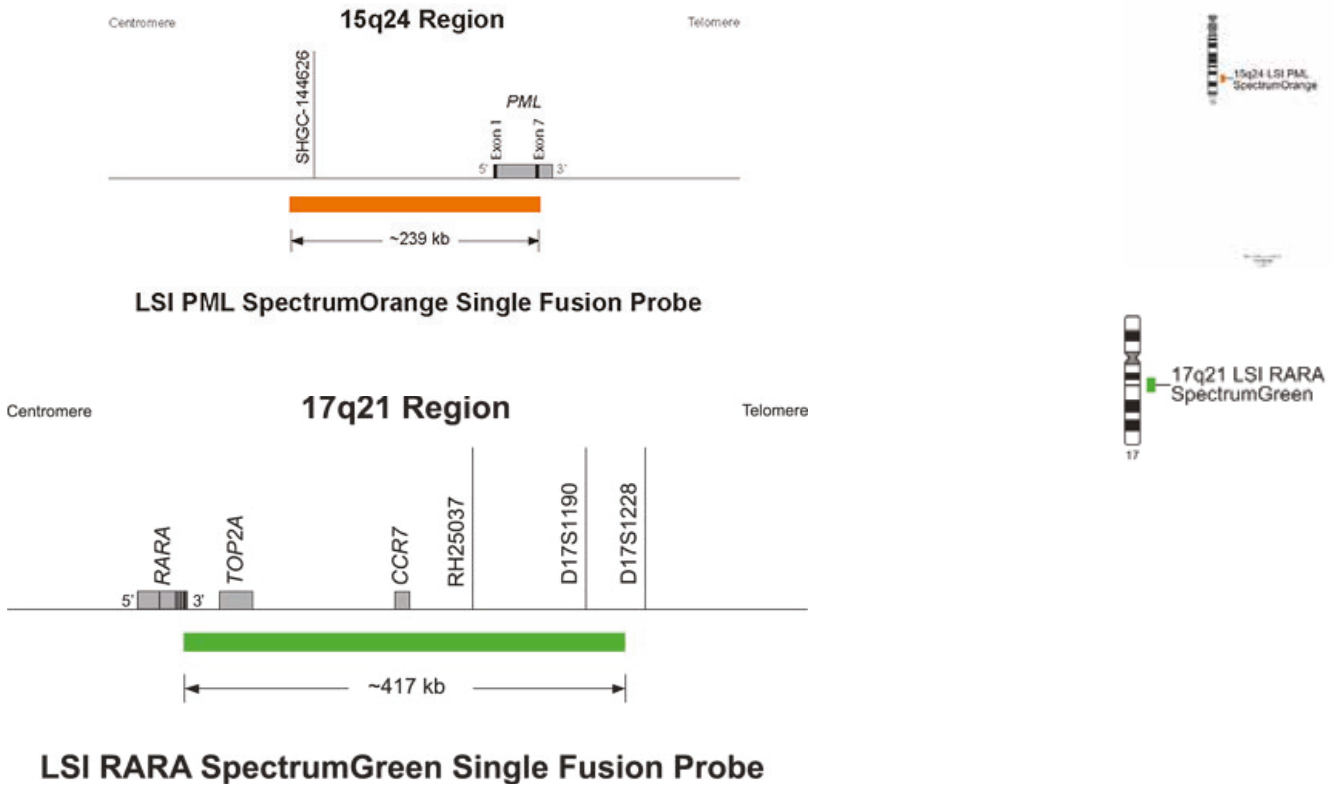 Centromere
15q24 Region
Telomere
SHGC-144626
PML
Exon 1
Exon 7
5'
3'
~239 kb
LSI PML SpectrumOrange Single Fusion Probe
15q24 LSI PML
SpectrumOrange
Centromere
17q21 Region
Telomere
RARA
TOP2A
CCR7
RH25037
D17S1190
D17S1228
5'
3'
~417 kb
LSI RARA SpectrumGreen Single Fusion Probe
17q21 LSI RARA
SpectrumGreen
17